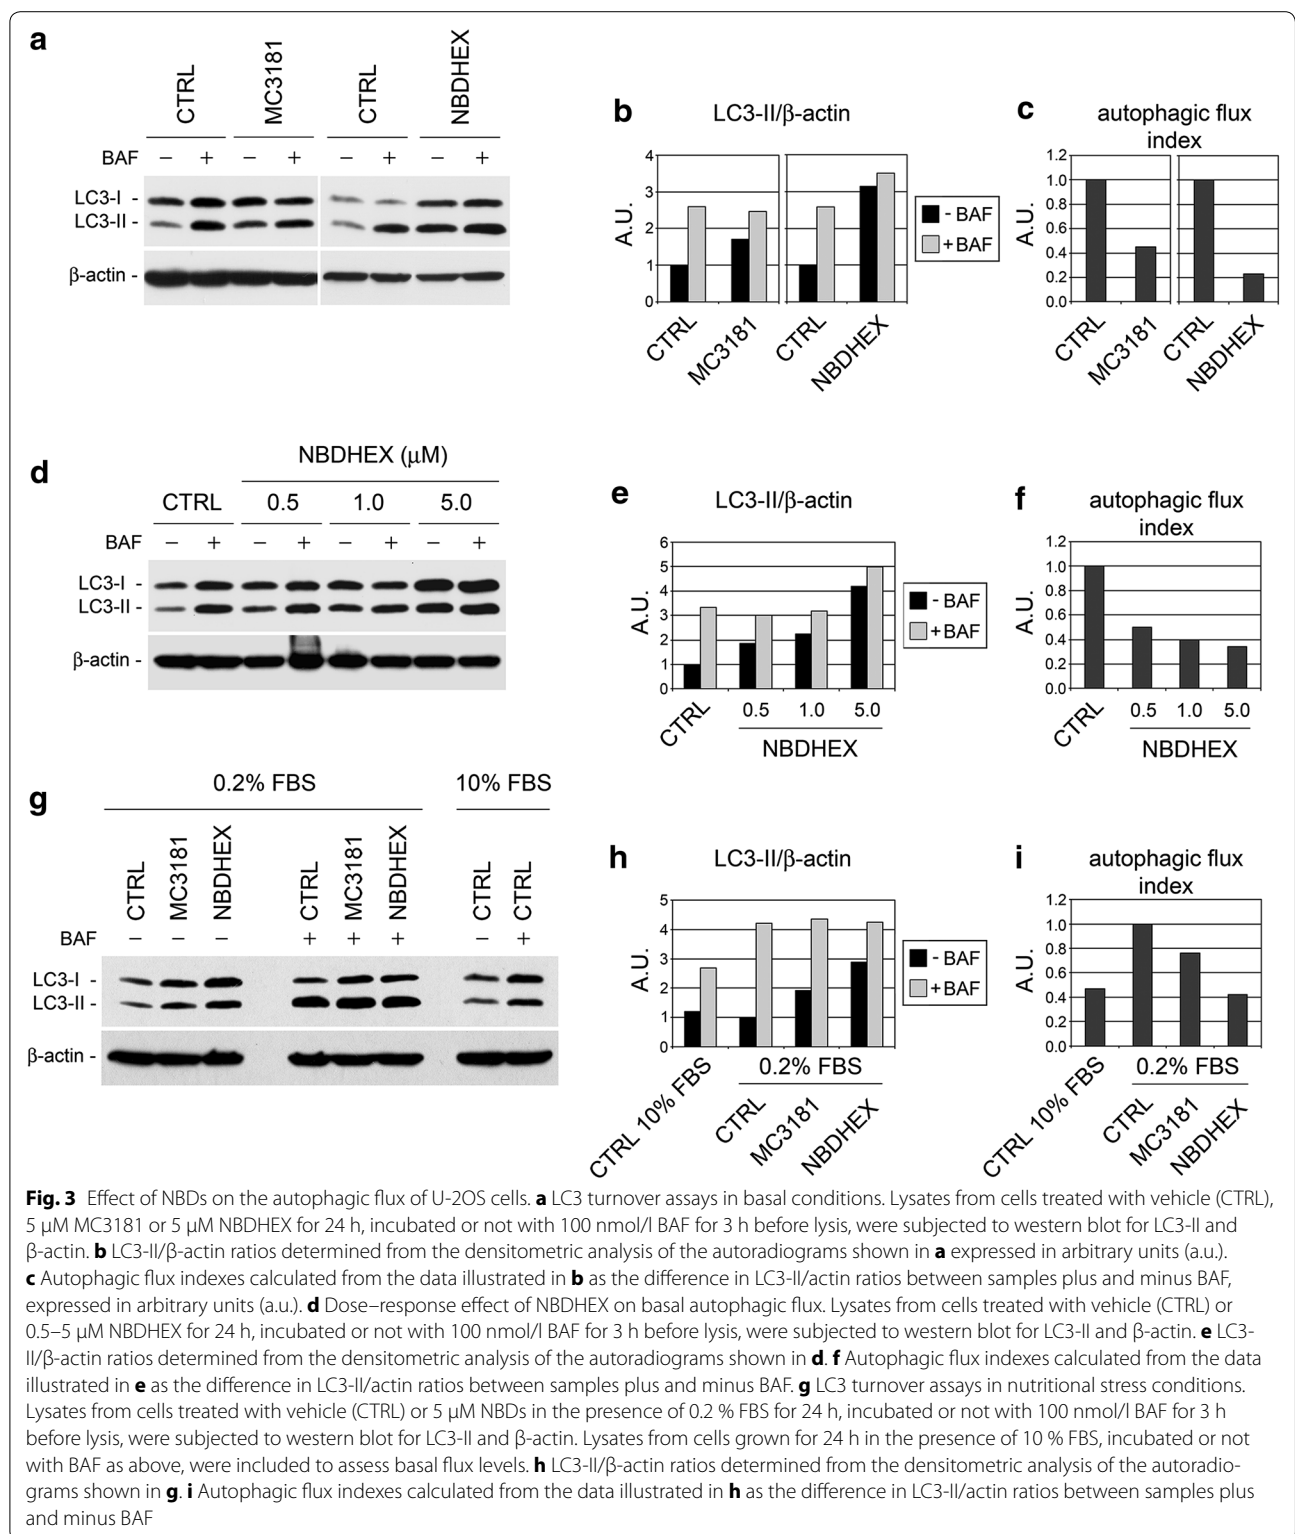 a
CTRL
MC3181
CTRL
NBDHEX
BAF − + − + − + − +
LC3-I -
LC3-II -
β-actin -
b
LC3-II/β-actin
A.U.
4
3
2
1
0
CTRL
MC3181
CTRL
NBDHEX
- BAF
+ BAF
c
autophagic flux
index
A.U.
1.2
1.0
0.8
0.6
0.4
0.2
0.0
CTRL
MC3181
CTRL
NBDHEX
d
NBDHEX (μM)
CTRL 0.5 1.0 5.0
BAF − + − + − + − +
LC3-I -
LC3-II -
β-actin -
e
LC3-II/β-actin
A.U.
6
5
4
3
2
1
0
CTRL
0.5 1.0 5.0
NBDHEX
- BAF
+ BAF
f
autophagic flux
index
A.U.
1.2
1.0
0.8
0.6
0.4
0.2
0.0
CTRL
0.5 1.0 5.0
NBDHEX
g
0.2% FBS 10% FBS
CTRL
MC3181
NBDHEX
CTRL
MC3181
NBDHEX
CTRL
CTRL
BAF − − − + + + − +
LC3-I -
LC3-II -
β-actin -
h
LC3-II/β-actin
A.U.
5
4
3
2
1
0
CTRL 10% FBS
0.2% FBS
CTRL
MC3181
NBDHEX
- BAF
+ BAF
i
autophagic flux
index
A.U.
1.2
1.0
0.8
0.6
0.4
0.2
0.0
CTRL 10% FBS
0.2% FBS
CTRL
MC3181
NBDHEX
Fig. 3 Effect of NBDs on the autophagic flux of U-2OS cells. a LC3 turnover assays in basal conditions. Lysates from cells treated with vehicle (CTRL),
5 µM MC3181 or 5 µM NBDHEX for 24 h, incubated or not with 100 nmol/l BAF for 3 h before lysis, were subjected to western blot for LC3-II and
β-actin. b LC3-II/β-actin ratios determined from the densitometric analysis of the autoradiograms shown in a expressed in arbitrary units (a.u.).
c Autophagic flux indexes calculated from the data illustrated in b as the difference in LC3-II/actin ratios between samples plus and minus BAF,
expressed in arbitrary units (a.u.). d Dose–response effect of NBDHEX on basal autophagic flux. Lysates from cells treated with vehicle (CTRL) or
0.5–5 µM NBDHEX for 24 h, incubated or not with 100 nmol/l BAF for 3 h before lysis, were subjected to western blot for LC3-II and β-actin. e LC3-
II/β-actin ratios determined from the densitometric analysis of the autoradiograms shown in d. f Autophagic flux indexes calculated from the data
illustrated in e as the difference in LC3-II/actin ratios between samples plus and minus BAF. g LC3 turnover assays in nutritional stress conditions.
Lysates from cells treated with vehicle (CTRL) or 5 µM NBDs in the presence of 0.2 % FBS for 24 h, incubated or not with 100 nmol/l BAF for 3 h
before lysis, were subjected to western blot for LC3-II and β-actin. Lysates from cells grown for 24 h in the presence of 10 % FBS, incubated or not
with BAF as above, were included to assess basal flux levels. h LC3-II/β-actin ratios determined from the densitometric analysis of the autoradio-
grams shown in g. i Autophagic flux indexes calculated from the data illustrated in h as the difference in LC3-II/actin ratios between samples plus
and minus BAF